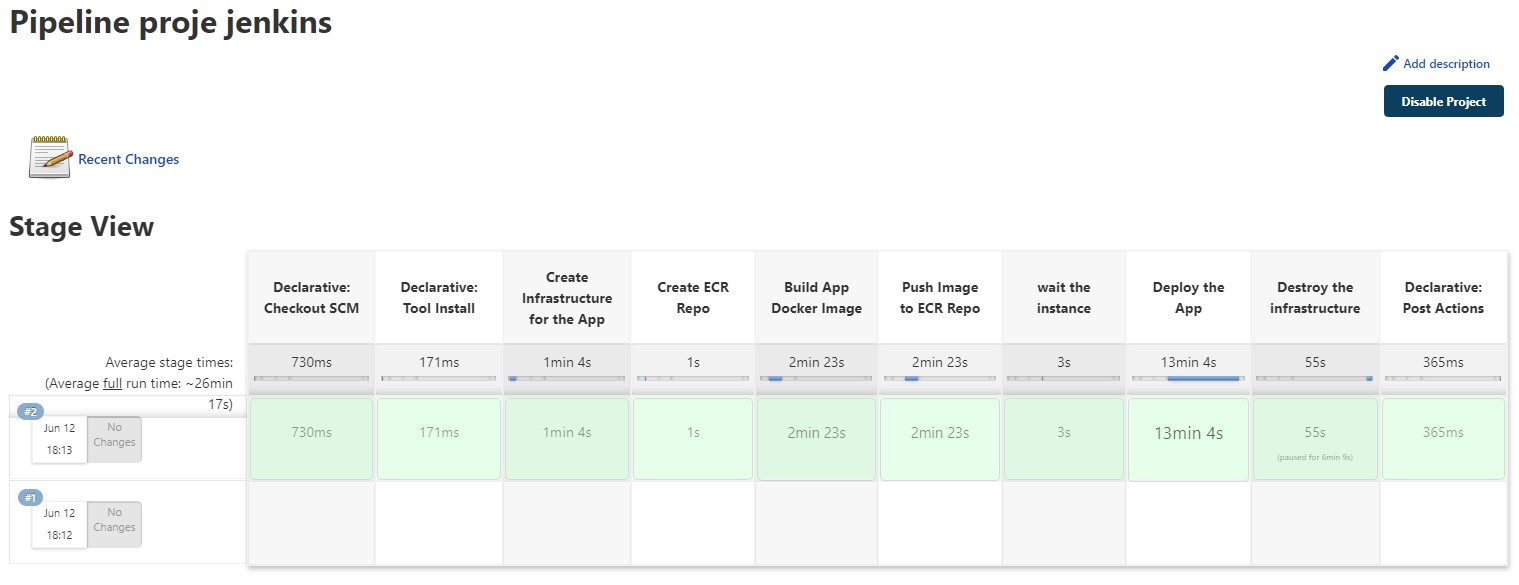 Pipeline proje jenkins
Add description
Disable Project
Recent Changes
Stage View
Declarative:
Checkout SCM
Declarative:
Tool Install
Create
Infrastructure
for the App
Create ECR
Repo
Build App
Docker Image
Push Image
to ECR Repo
wait the
instance
Deploy the
App
Destroy the
infrastructure
Declarative:
Post Actions
Average stage times:
(Average full run time: ~26min
17s)
730ms
171ms
1min 4s
1s
2min 23s
2min 23s
3s
13min 4s
55s
365ms
#2
Jun 12
18:13
No
Changes
730ms
171ms
1min 4s
1s
2min 23s
2min 23s
3s
13min 4s
55s
(paused for 6min 9s)
365ms
#1
Jun 12
18:12
No
Changes